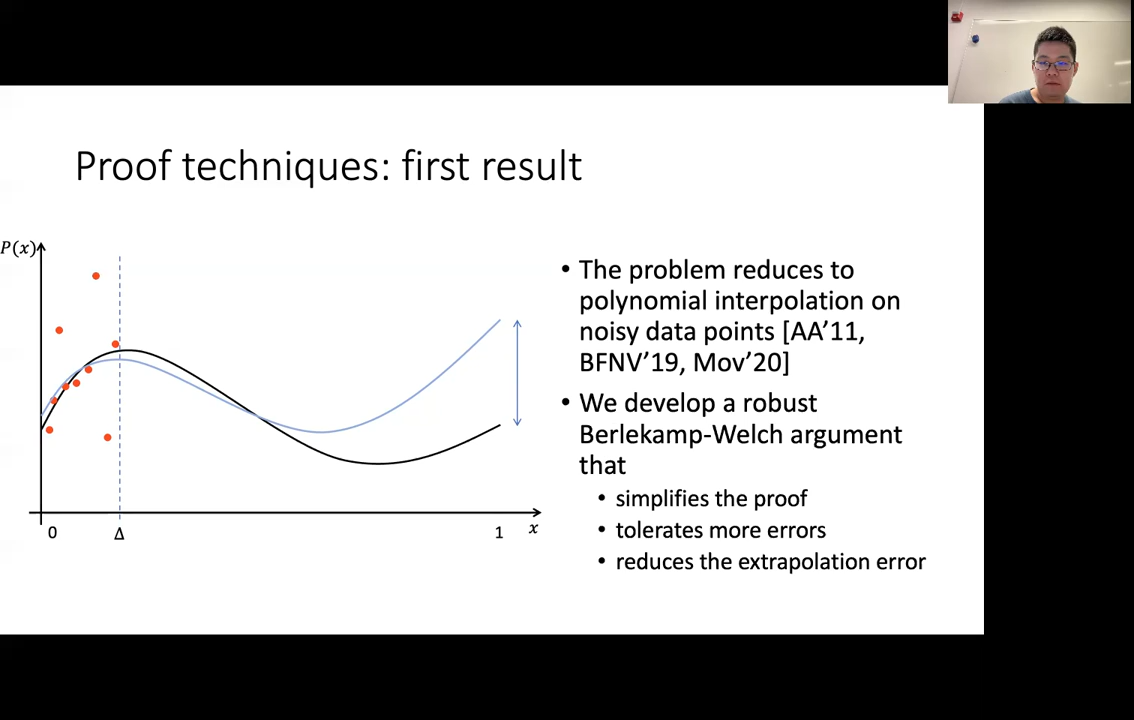 Proof techniques: first result
P(x)
0
Δ
1
x
• The problem reduces to
polynomial interpolation on
noisy data points [AA’11,
BFNV’19, Mov’20]
• We develop a robust
Berlekamp-Welch argument
that
• simplifies the proof
• tolerates more errors
• reduces the extrapolation error